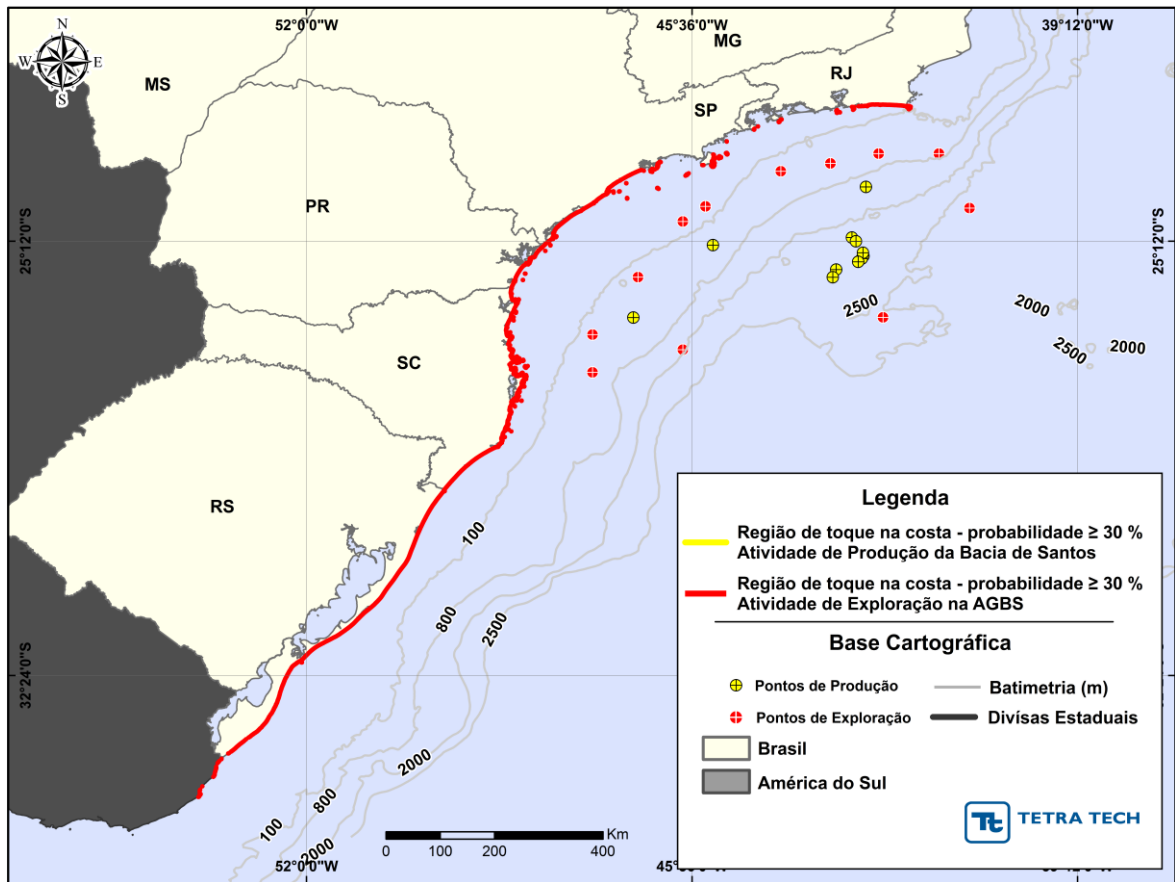 52°0'0"W
45°36'0"W
39°12'0"W
N
W
E
S
MG
MS
RJ
SP
PR
25°12'0"S
25°12'0"S
2500
2000
2500
2000
SC
RS
100
800
2500
32°24'0"S
2000
800
100
2000
Km
0
100
200
400
52°0'0"W
Legenda
Região de toque na costa - probabilidade ≥ 30 %
Atividade de Produção da Bacia de Santos
Região de toque na costa - probabilidade ≥ 30 %
Atividade de Exploração na AGBS
Base Cartográfica
Pontos de Produção
Batimetria (m)
Pontos de Exploração
Divísas Estaduais
Brasil
América do Sul
Tt
TETRA TECH